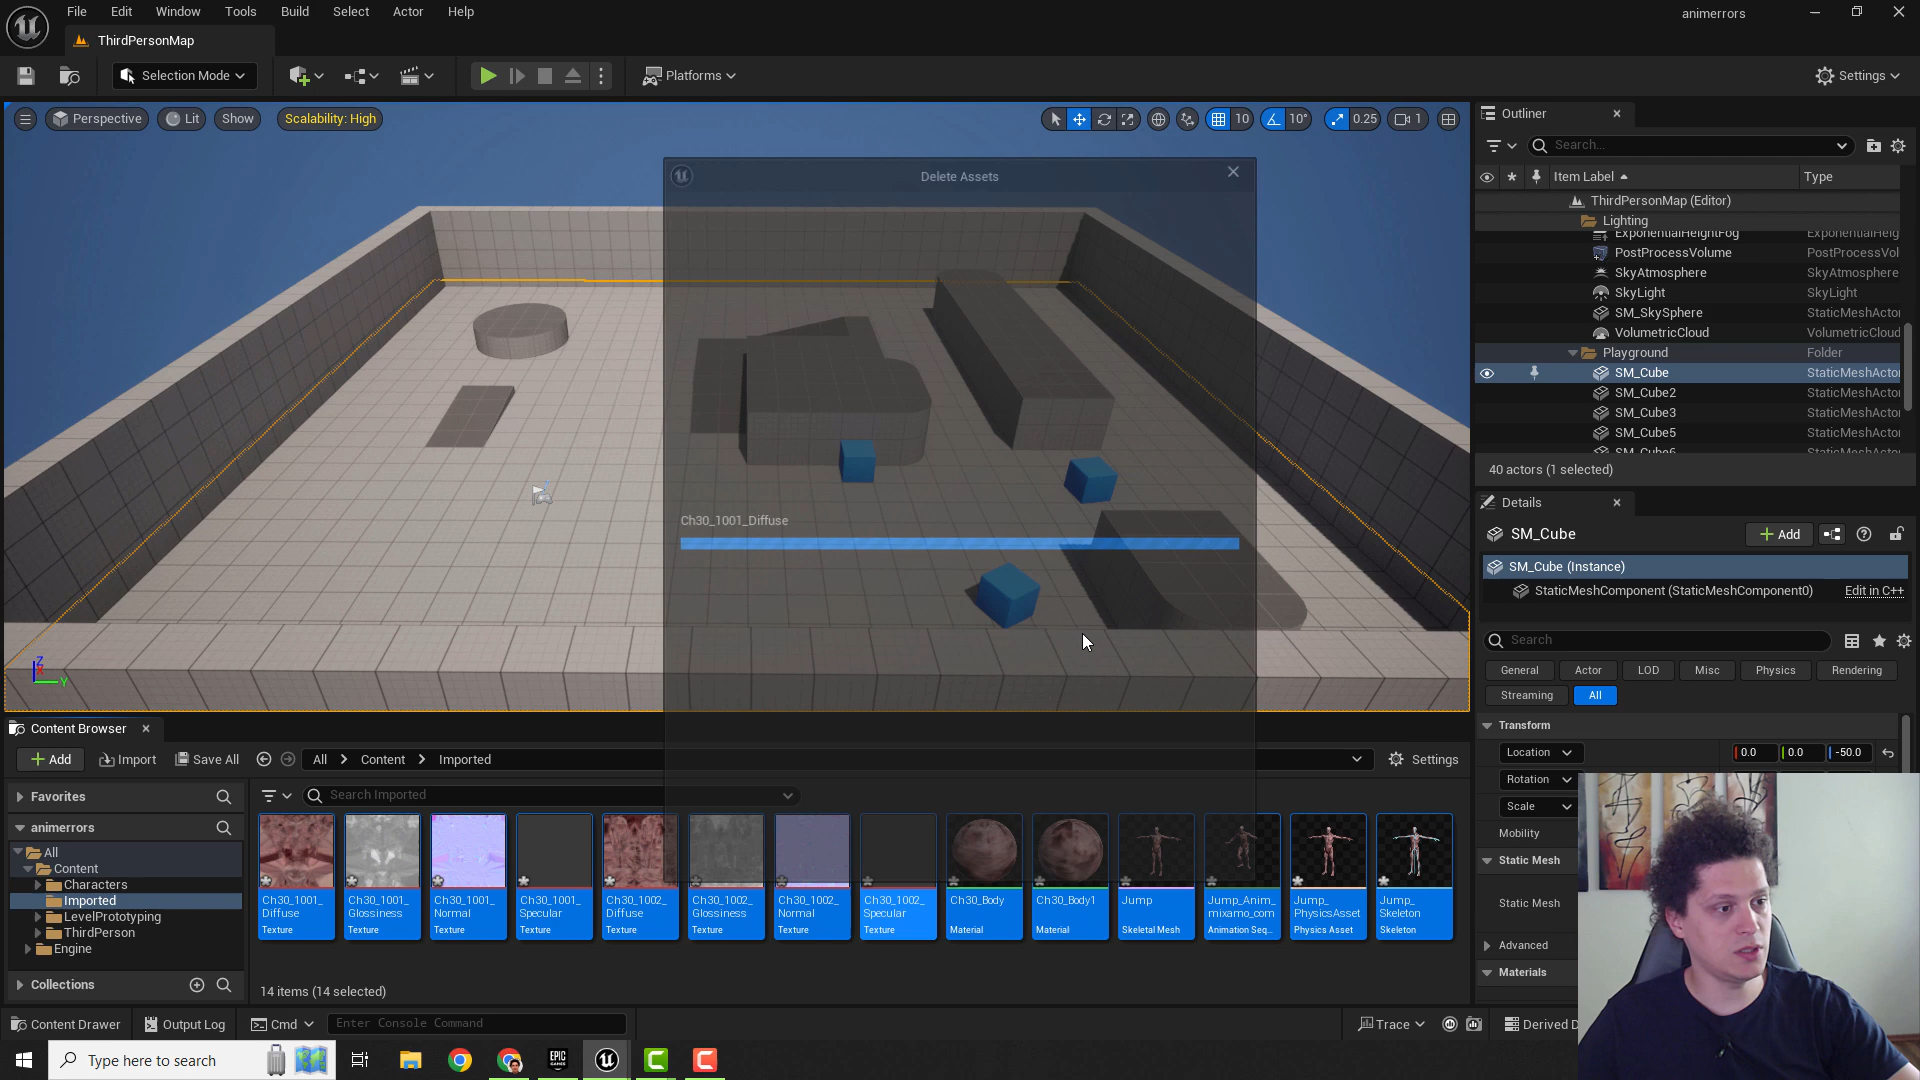 File Edit Window Tools Build Select Actor Help
animerrors
ThirdPersonMap
Selection Mode
Platforms
Settings
Perspective
Lit
Show
Scalability: High
10
10°
0.25
1
Delete Assets
Ch30_1001_Diffuse
Outliner
Search...
Item Label
Type
ThirdPersonMap (Editor)
Lighting
ExponentialHeightFog ExponentialHeig
PostProcessVolume PostProcessVol
SkyAtmosphere SkyAtmosphere
SkyLight SkyLight
SM_SkySphere StaticMeshActo
VolumetricCloud VolumetricCloud
Playground Folder
SM_Cube StaticMeshActo
SM_Cube2 StaticMeshActo
SM_Cube3 StaticMeshActo
SM_Cube5 StaticMeshActo
SM_Cube6 StaticMeshActo
40 actors (1 selected)
Details
SM_Cube
Add
SM_Cube (Instance)
StaticMeshComponent (StaticMeshComponent0)
Edit in C++
Search
General Actor LOD Misc Physics Rendering
Streaming All
Transform
Location 0.0 0.0 -50.0
Rotation
Scale
Mobility
Static Mesh
Static Mesh
Advanced
Materials
Z
Y
Content Browser
Add
Import
Save All
All
Content
Imported
Settings
Favorites
animerrors
All
Content
Characters
Imported
LevelPrototyping
ThirdPerson
Engine
Collections
Search Imported
Ch30_1001_
Diffuse
Texture
Ch30_1001_
Glossiness
Texture
Ch30_1001_
Normal
Texture
Ch30_1001_
Specular
Texture
Ch30_1002_
Diffuse
Texture
Ch30_1002_
Glossiness
Texture
Ch30_1002_
Normal
Texture
Ch30_1002_
Specular
Texture
Ch30_Body
Material
Ch30_Body1
Material
Jump
Skeletal Mesh
Jump_Anim_
mixamo_com
Animation Seq...
Jump_
PhysicsAsset
Physics Asset
Jump_
Skeleton
Skeleton
14 items (14 selected)
Content Drawer
Output Log
Cmd
Enter Console Command
Trace
Derived D
Type here to search
EPIC
GAMES